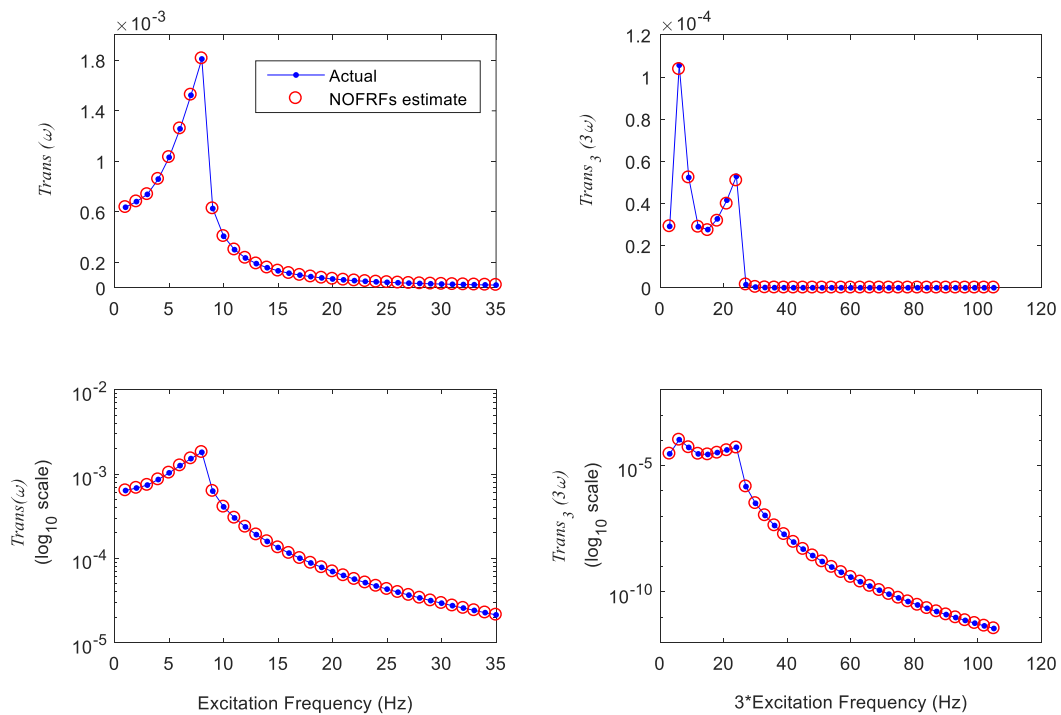 ×10⁻³
1.8
1.4
1
0.6
0.2
0
Trans (ω)
0 5 10 15 20 25 30 35
Actual
NOFRFs estimate
×10⁻⁴
1.2
1
0.8
0.6
0.4
0.2
0
Trans₃ (3ω)
0 20 40 60 80 100 120
10⁻²
10⁻³
10⁻⁴
10⁻⁵
Trans(ω)
(log₁₀ scale)
0 5 10 15 20 25 30 35
Excitation Frequency (Hz)
10⁻⁵
10⁻¹⁰
Trans₃ (3ω)
(log₁₀ scale)
0 20 40 60 80 100 120
3*Excitation Frequency (Hz)